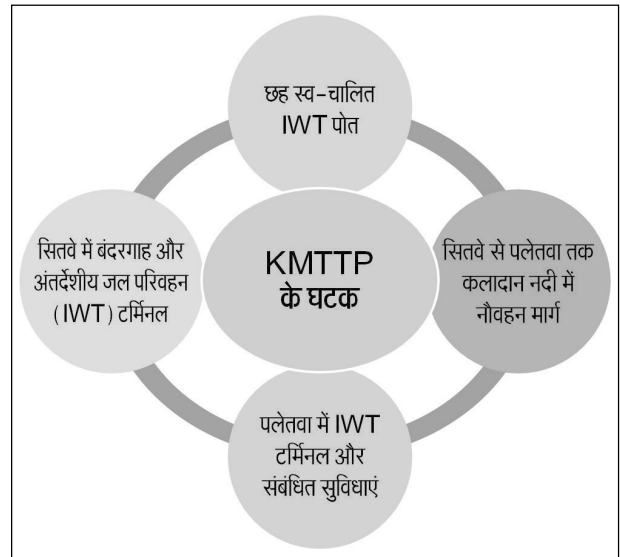 छह स्व-चालित
IWT पोत
सितवे में बंदरगाह और
अंतर्देशीय जल परिवहन
(IWT) टर्मिनल
KMTTP
के घटक
सितवे से पलेतवा तक
कलादान नदी में
नौवहन मार्ग
पलेतवा में IWT
टर्मिनल और
संबंधित सुविधाएं